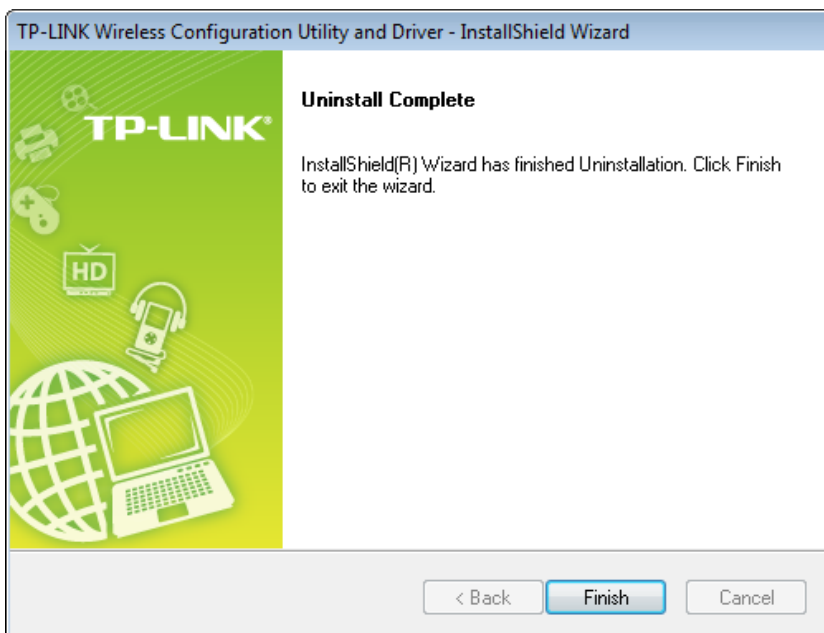 TP-LINK Wireless Configuration Utility and Driver - InstallShield Wizard
TP-LINK®
HD
Uninstall Complete
InstallShield(R) Wizard has finished Uninstallation. Click Finish
to exit the wizard.
< Back Finish Cancel